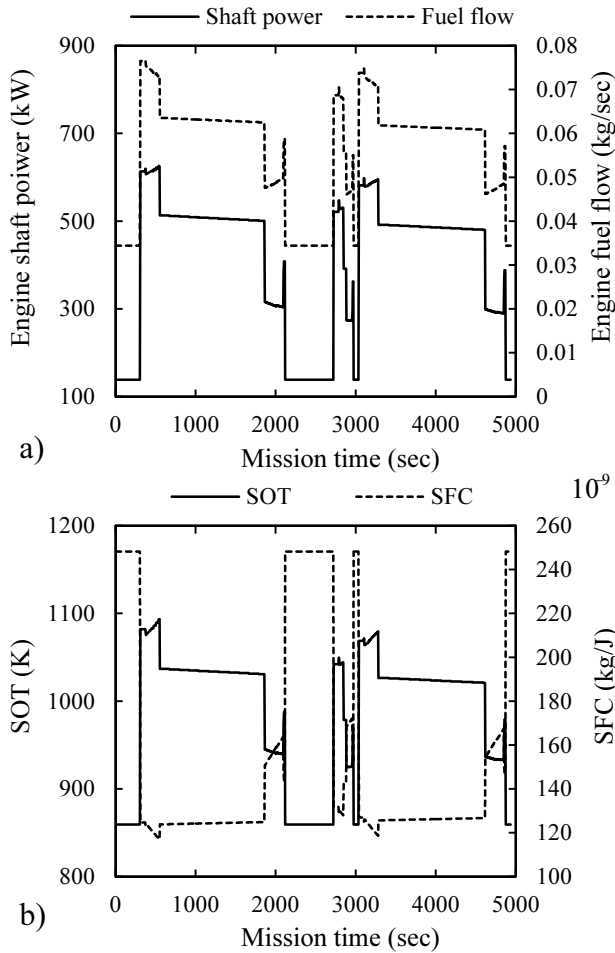 Shaft power Fuel flow
900 0.08
700 0.07
0.06
500 0.05
0.04
300 0.03
0.02
0.01
100 0
Engine shaft poiwer (kW)
Engine fuel flow (kg/sec)
0 1000 2000 3000 4000 5000
a) Mission time (sec)
SOT SFC 10-9
1200 260
240
1100 220
200
1000 180
160
900 140
120
800 100
SOT (K)
SFC (kg/J)
0 1000 2000 3000 4000 5000
b) Mission time (sec)